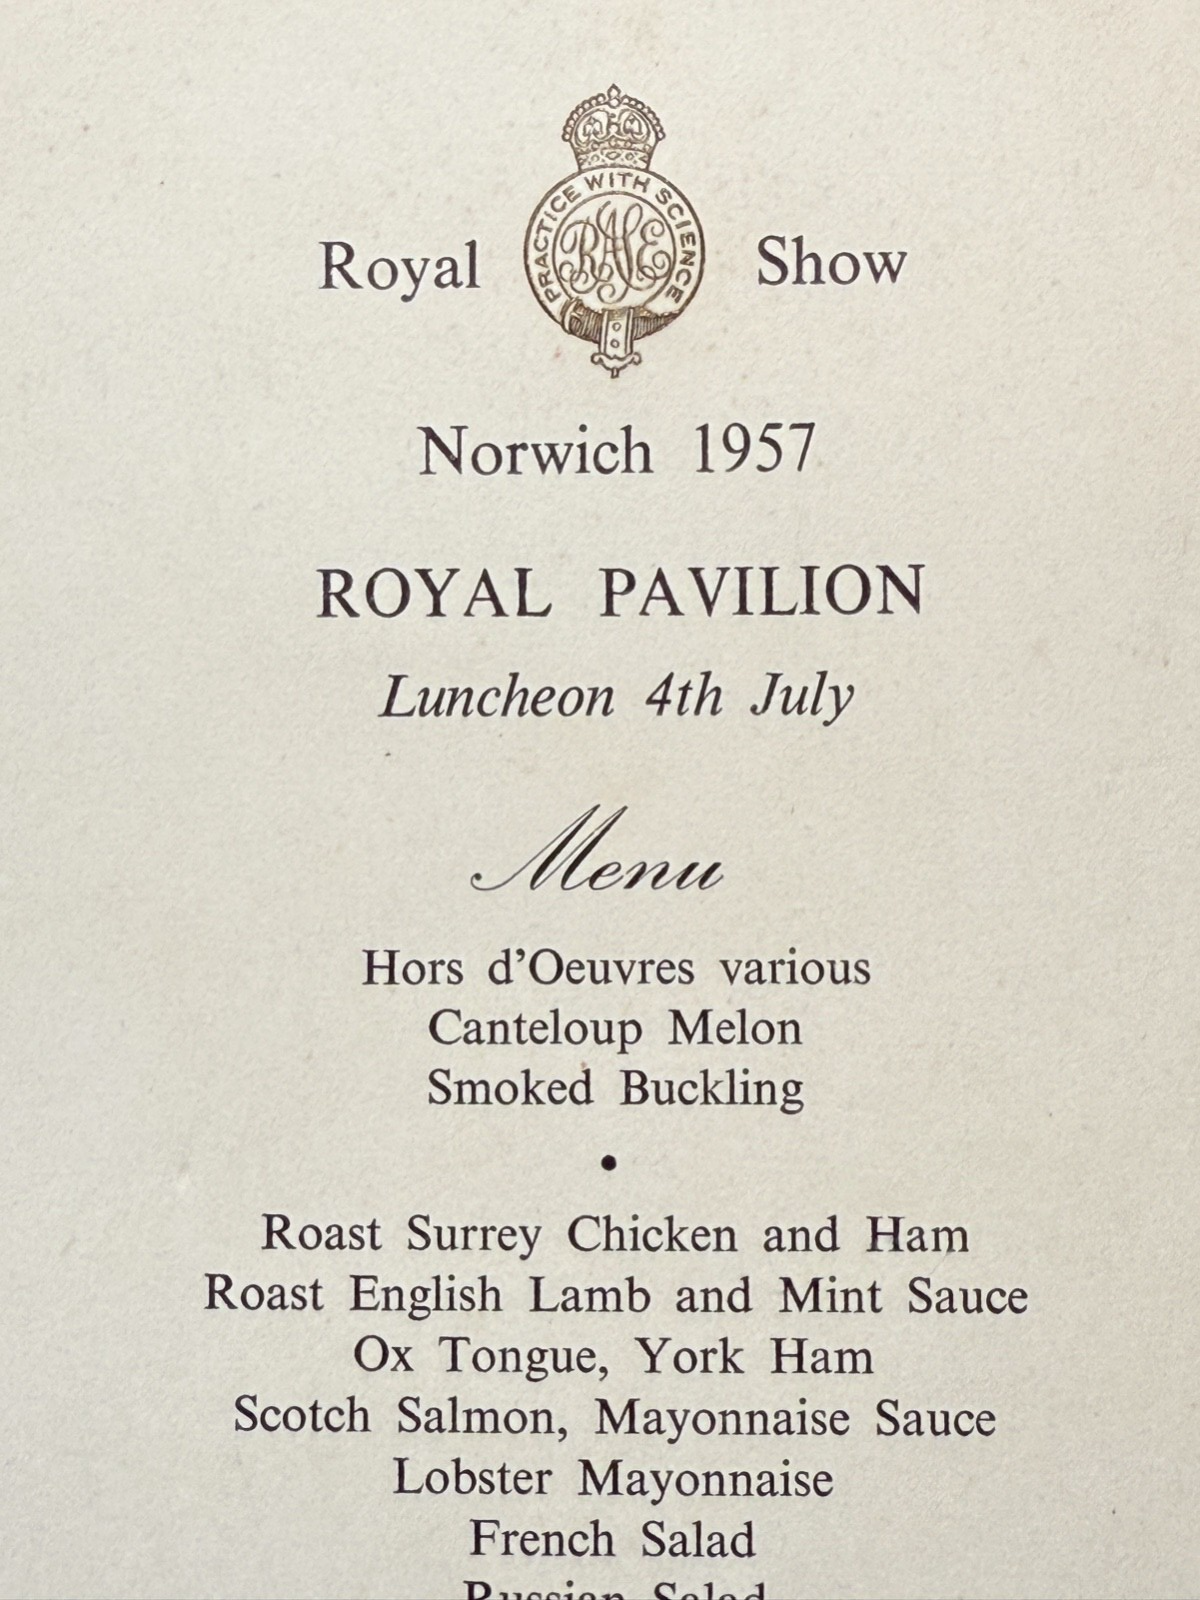 PRACTICE WITH SCIENCE
RASE
Royal Show
Norwich 1957
ROYAL PAVILION
Luncheon 4th July
Menu
Hors d'Oeuvres various
Canteloup Melon
Smoked Buckling
•
Roast Surrey Chicken and Ham
Roast English Lamb and Mint Sauce
Ox Tongue, York Ham
Scotch Salmon, Mayonnaise Sauce
Lobster Mayonnaise
French Salad
Russian Salad